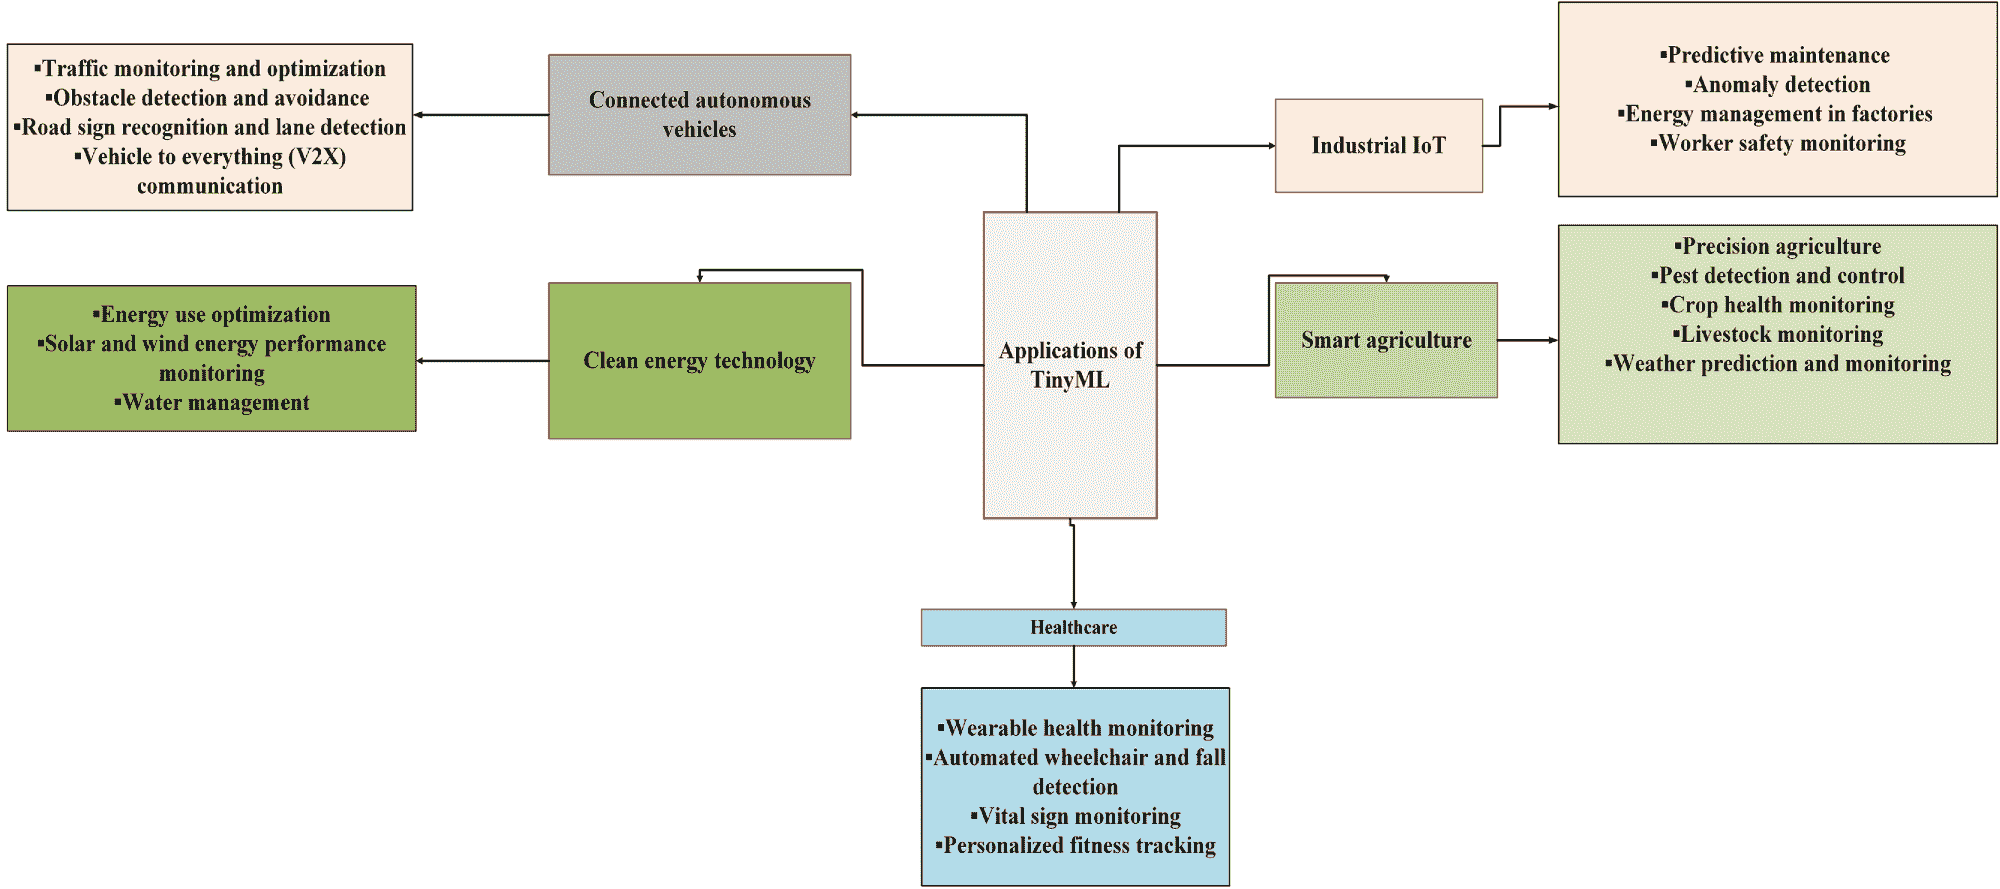 ▪Traffic monitoring and optimization
▪Obstacle detection and avoidance
▪Road sign recognition and lane detection
▪Vehicle to everything (V2X)
communication
Connected autonomous
vehicles
Industrial IoT
▪Predictive maintenance
▪Anomaly detection
▪Energy management in factories
▪Worker safety monitoring
▪Energy use optimization
▪Solar and wind energy performance
monitoring
▪Water management
Clean energy technology
Applications of
TinyML
Smart agriculture
▪Precision agriculture
▪Pest detection and control
▪Crop health monitoring
▪Livestock monitoring
▪Weather prediction and monitoring
Healthcare
▪Wearable health monitoring
▪Automated wheelchair and fall
detection
▪Vital sign monitoring
▪Personalized fitness tracking